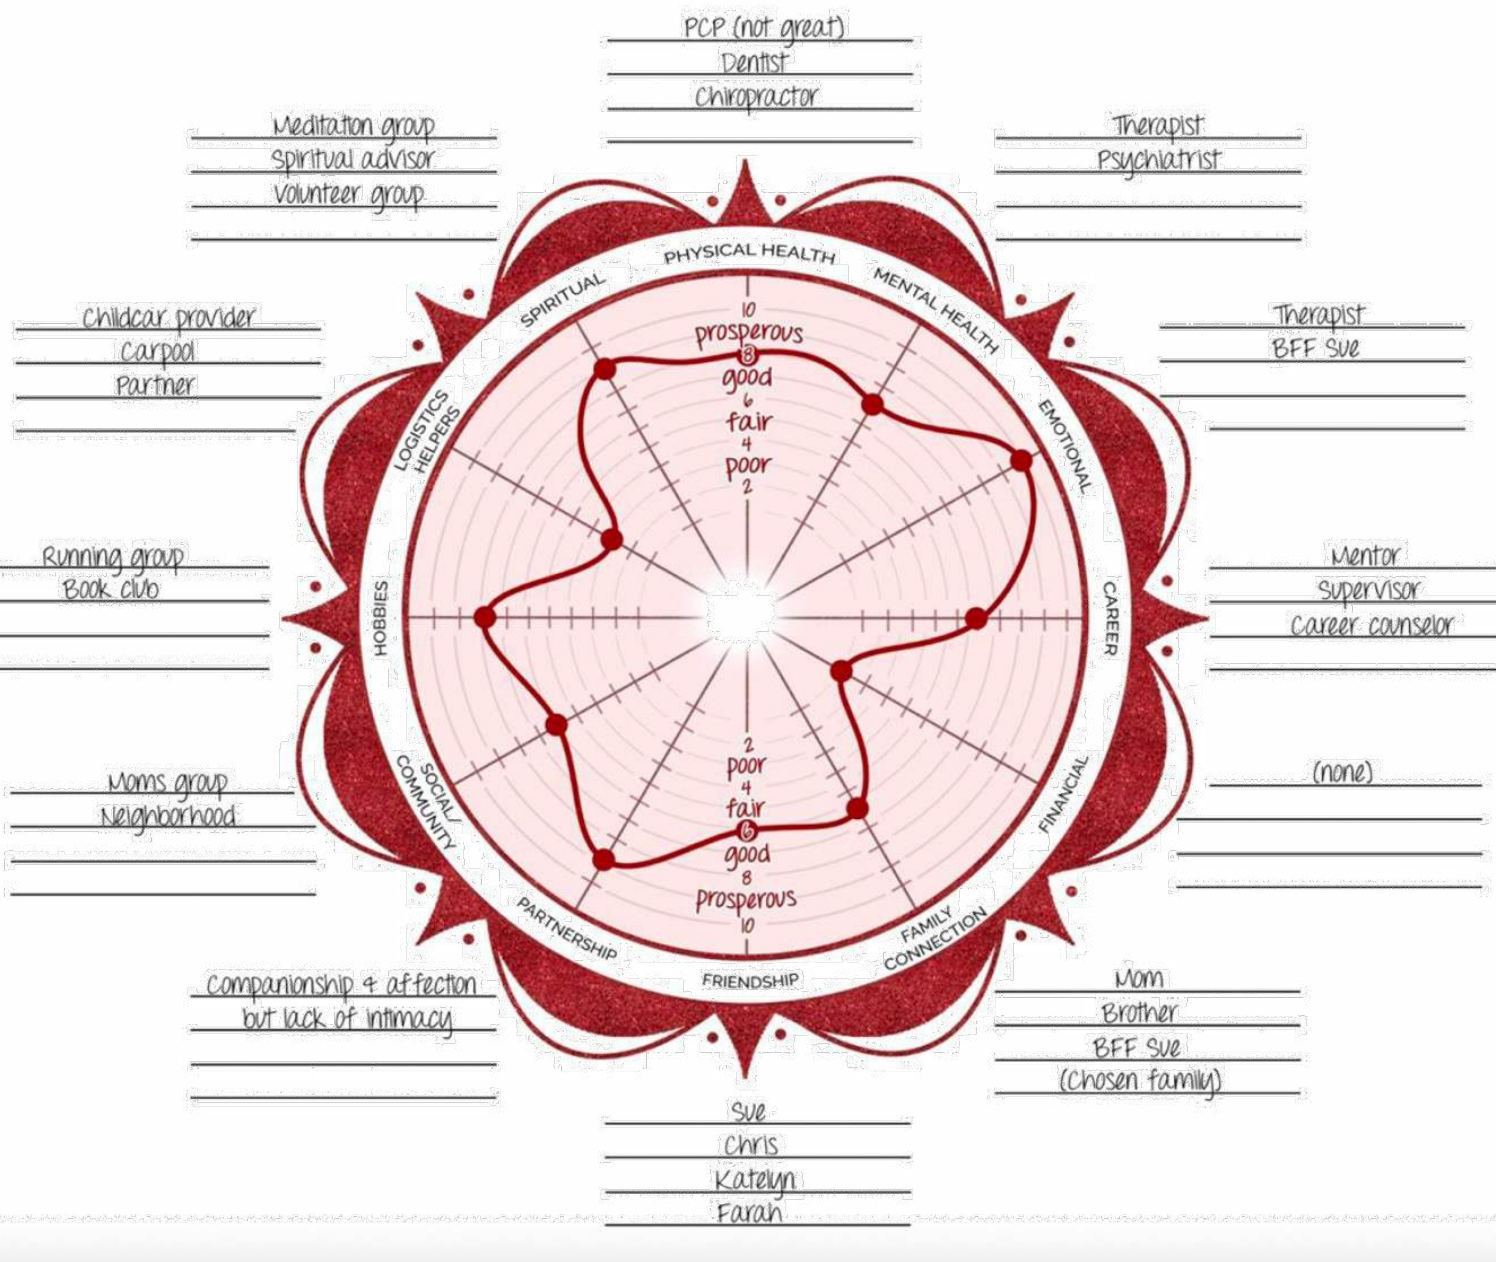 PCP (not great)
Dentist
Chiropractor
Meditation group
Spiritual advisor
Volunteer group
Therapist
Psychiatrist
Childcar provider
Carpool
Partner
Therapist
BFF Sue
Running group
Book club
Mentor
Supervisor
Career counselor
Moms group
Neighborhood
(none)
Companionship & affection
but lack of intimacy
Mom
Brother
BFF Sue
(Chosen family)
Sue
Chris
Katelyn
Farah
PHYSICAL HEALTH
MENTAL HEALTH
EMOTIONAL
CAREER
FINANCIAL
FAMILY
CONNECTION
FRIENDSHIP
PARTNERSHIP
SOCIAL/
COMMUNITY
HOBBIES
LOGISTICS
HELPERS
SPIRITUAL
10
prosperous
8
good
6
fair
4
poor
2
2
poor
4
fair
6
good
8
prosperous
10